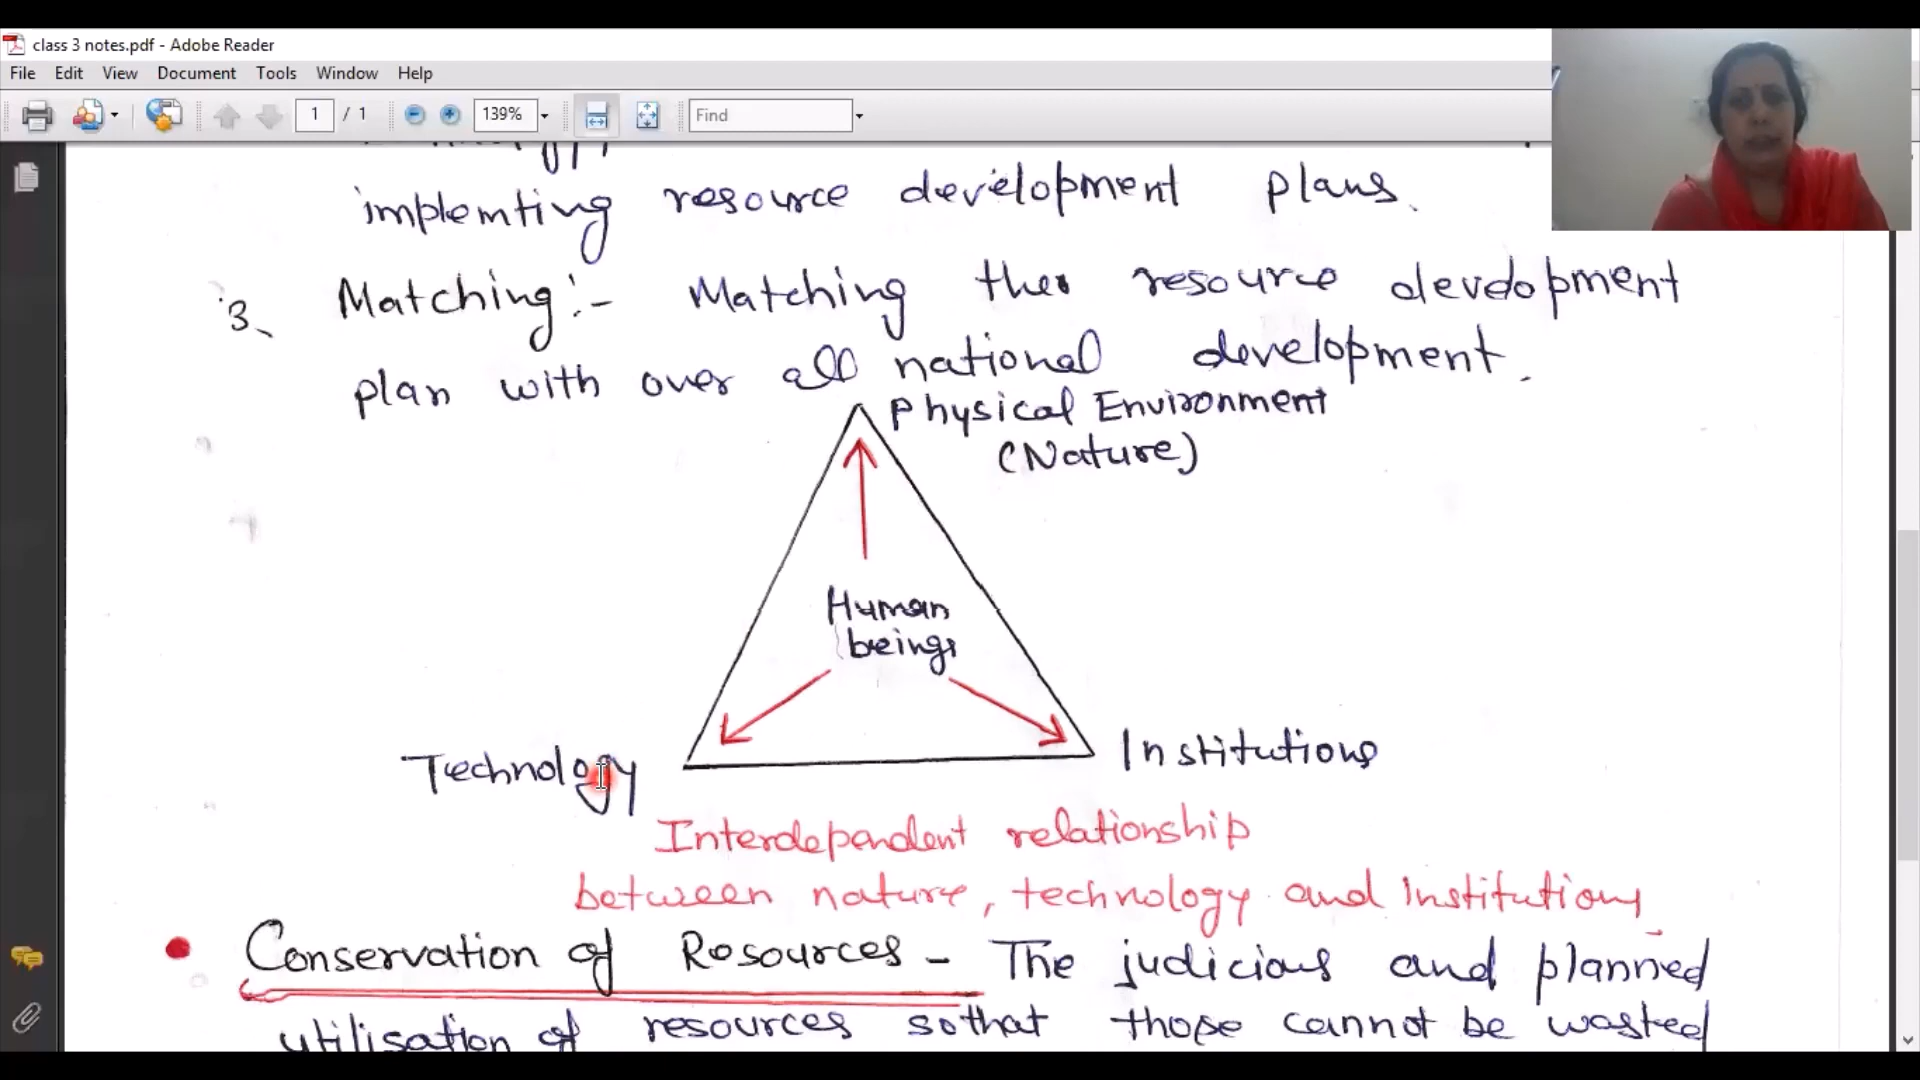 class 3 notes.pdf - Adobe Reader
File Edit View Document Tools Window Help
1 / 1 139% Find
implemting resource development plans.
3. Matching:- Matching the resource devdopment
plan with over all national development.
Physical Environment
(Nature)
Human
beings
Technology
Institutions
Interdependent relationship
between nature, technology and Institutions
Conservation of Resources - The judicious and planned
utilisation of resources sothat those cannot be wasted